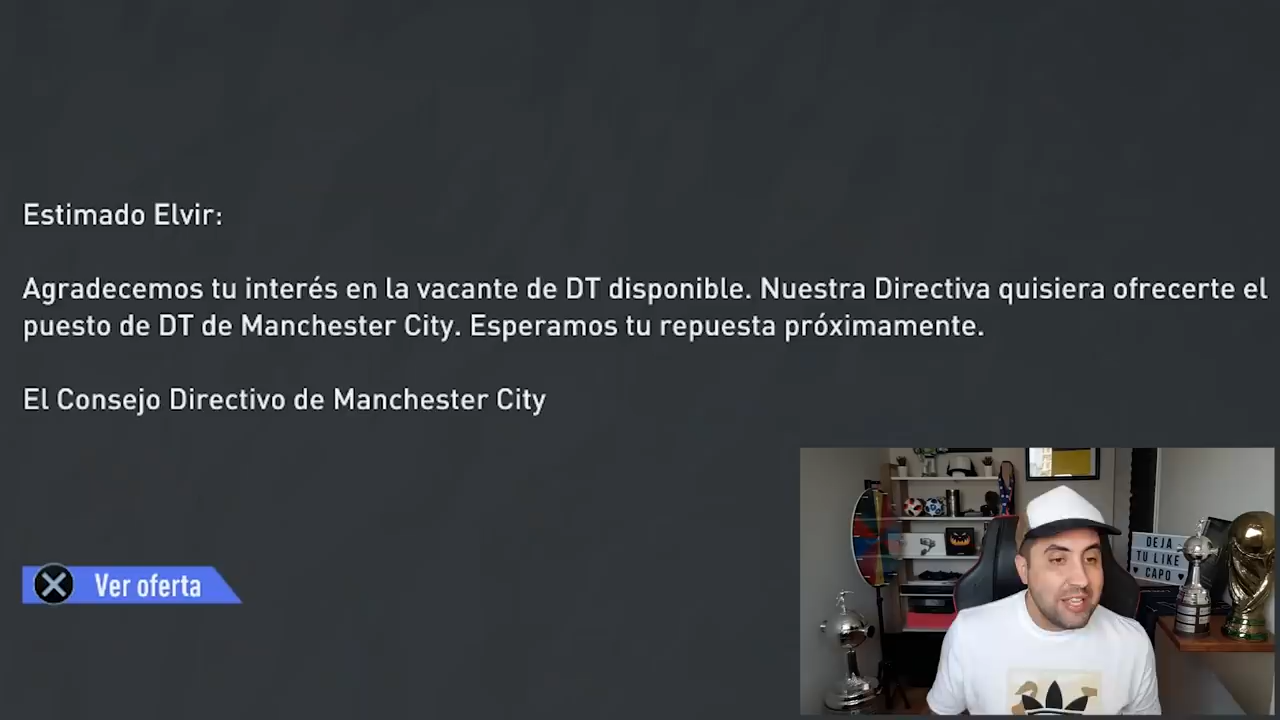 Estimado Elvir:
Agradecemos tu interés en la vacante de DT disponible. Nuestra Directiva quisiera ofrecerte el
puesto de DT de Manchester City. Esperamos tu repuesta próximamente.
El Consejo Directivo de Manchester City
Ver oferta
DEJA
TU LIKE
♥ CAPO ♥